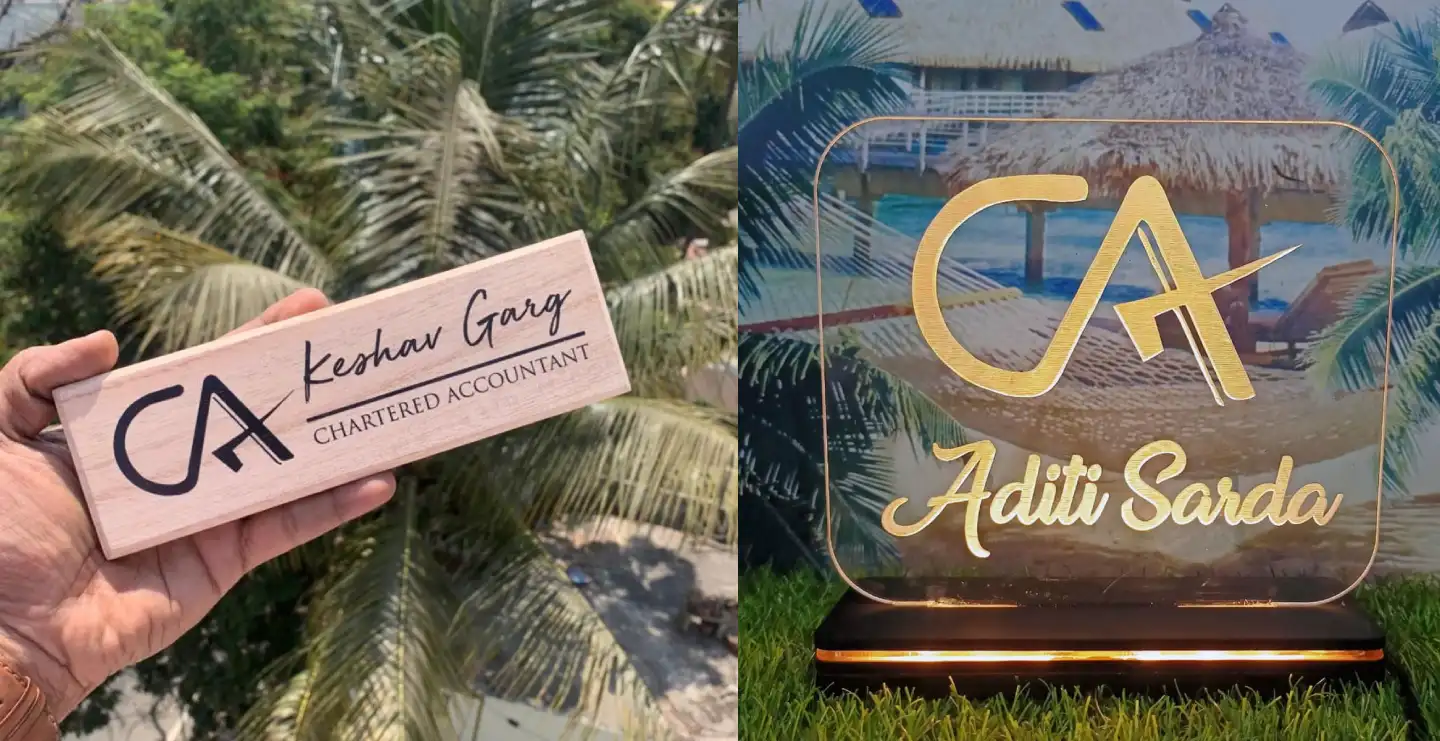 CA
Keshav Garg
CHARTERED ACCOUNTANT
CA
Aditi Sarda